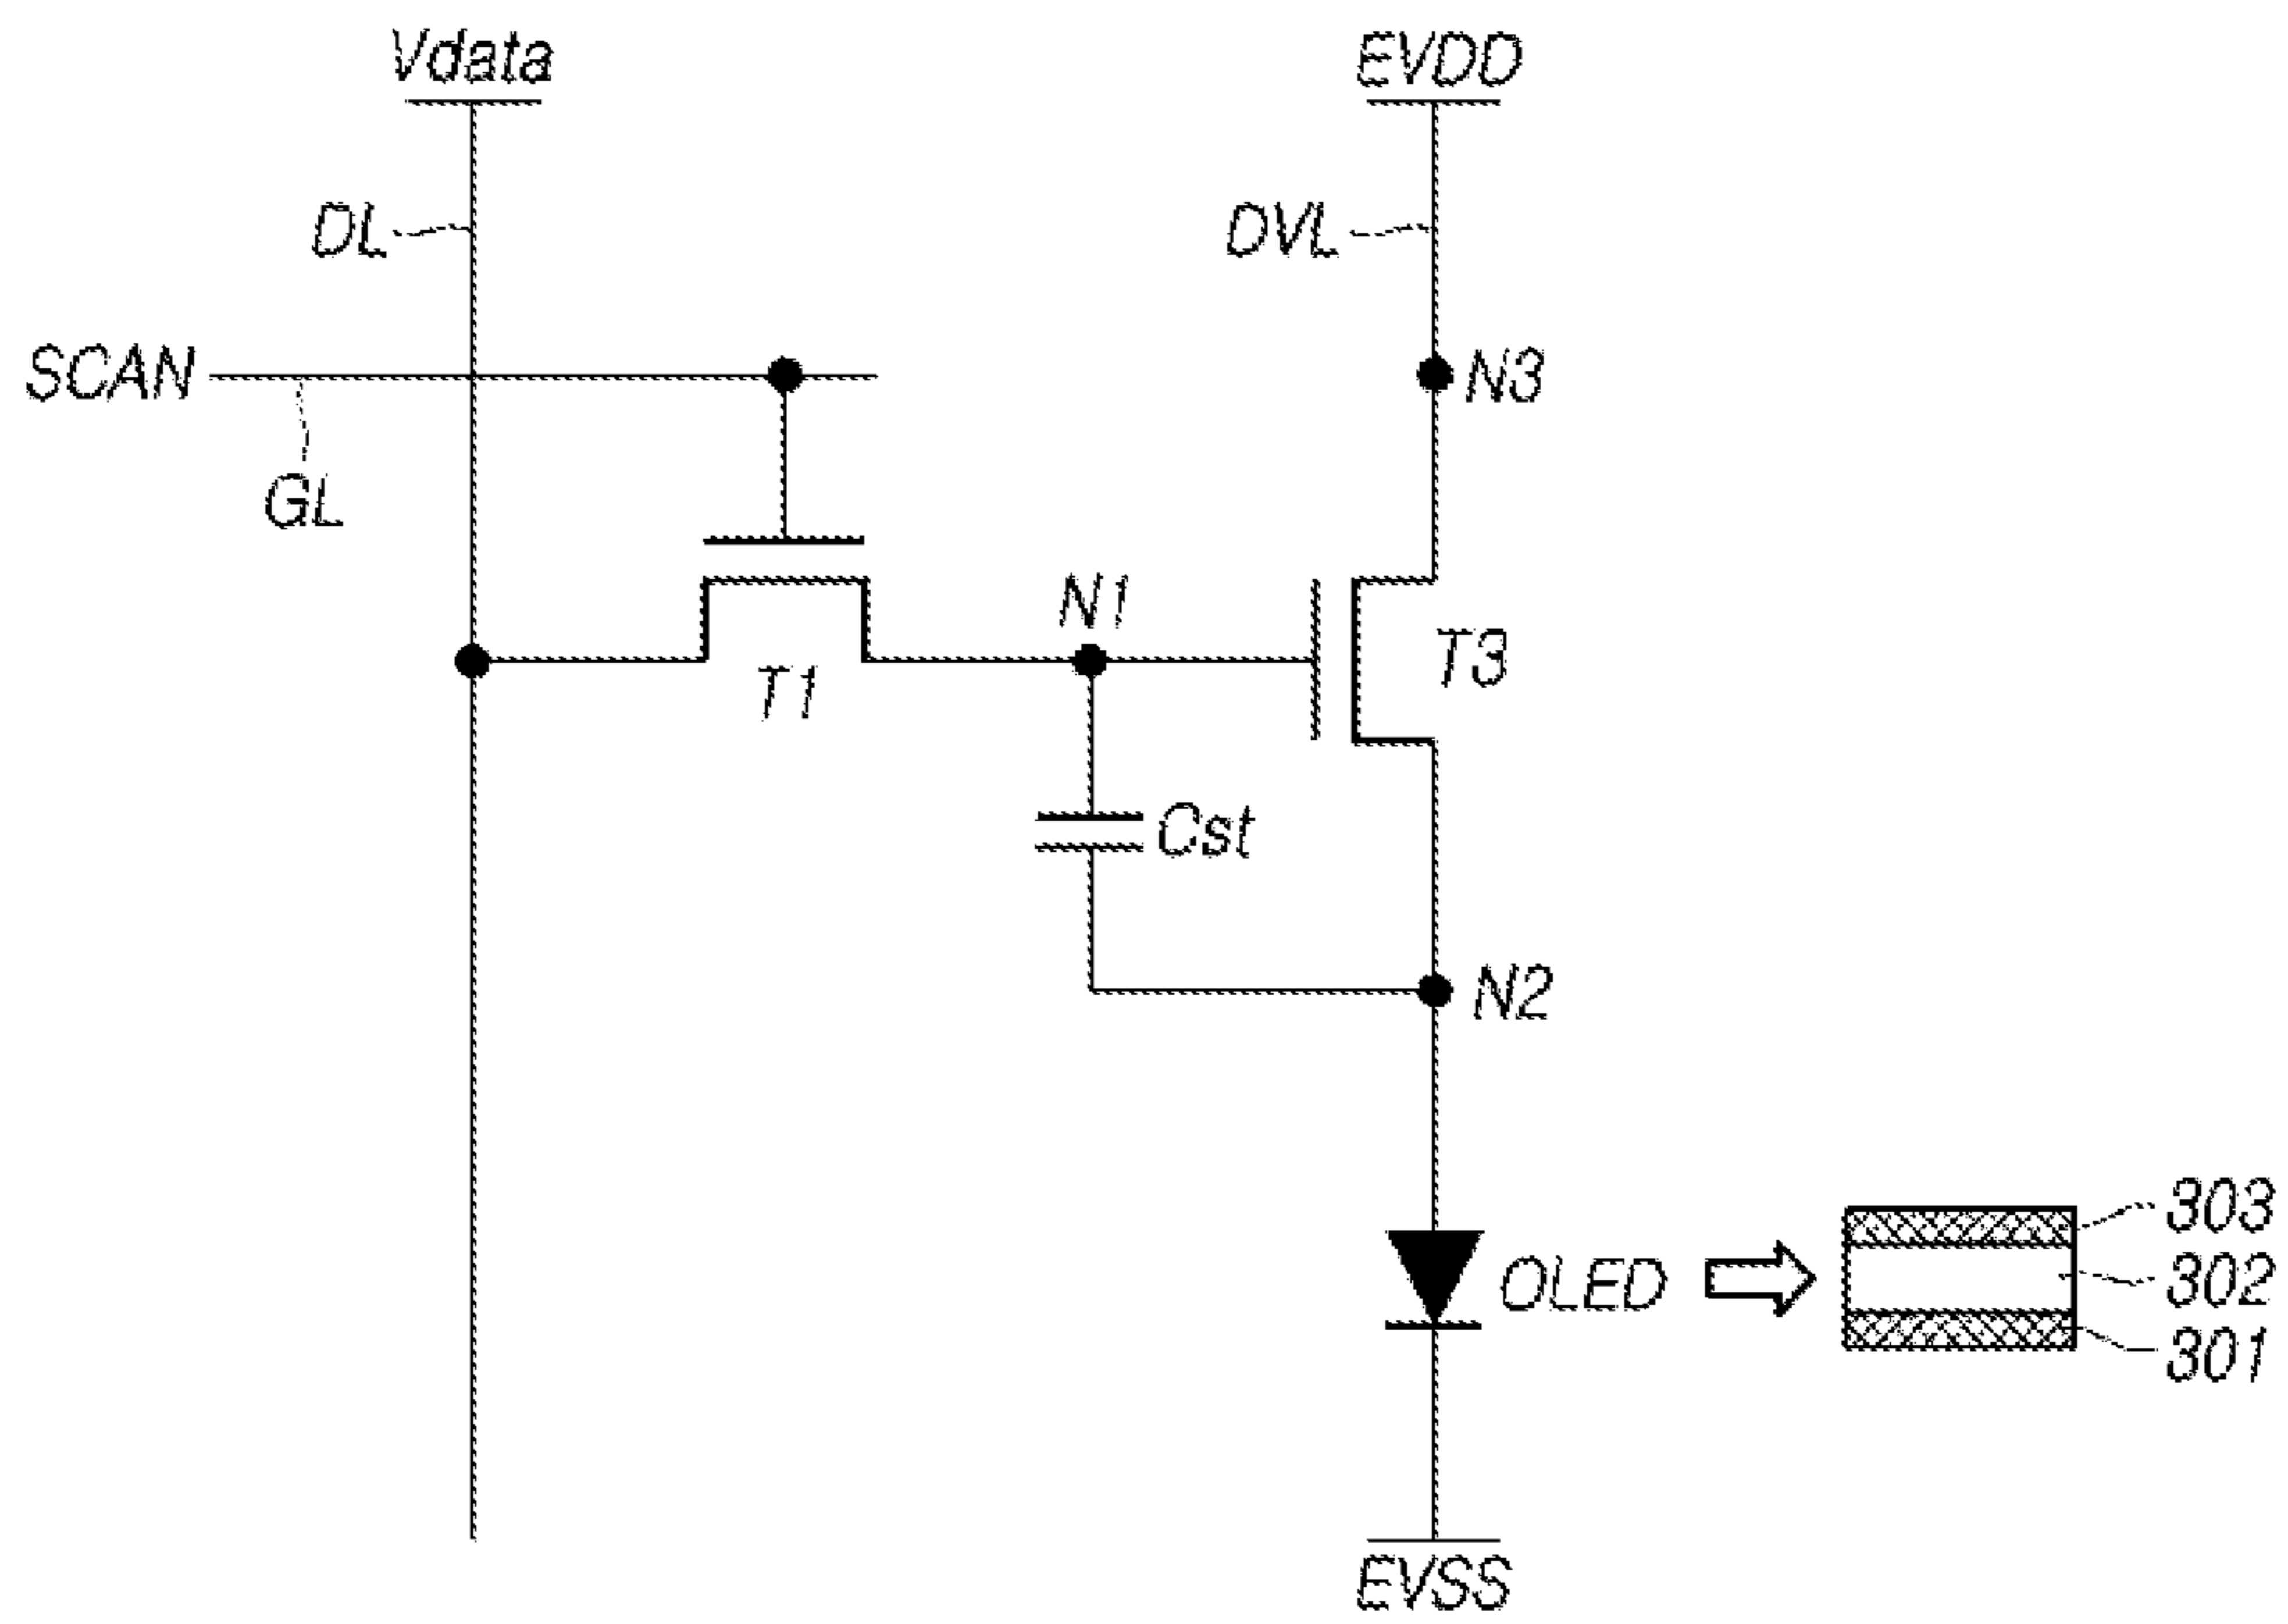 Vdata
EVDD
DL
DVL
SCAN
N3
GL
N1
T3
T1
Cst
N2
303
OLED
302
301
EVSS